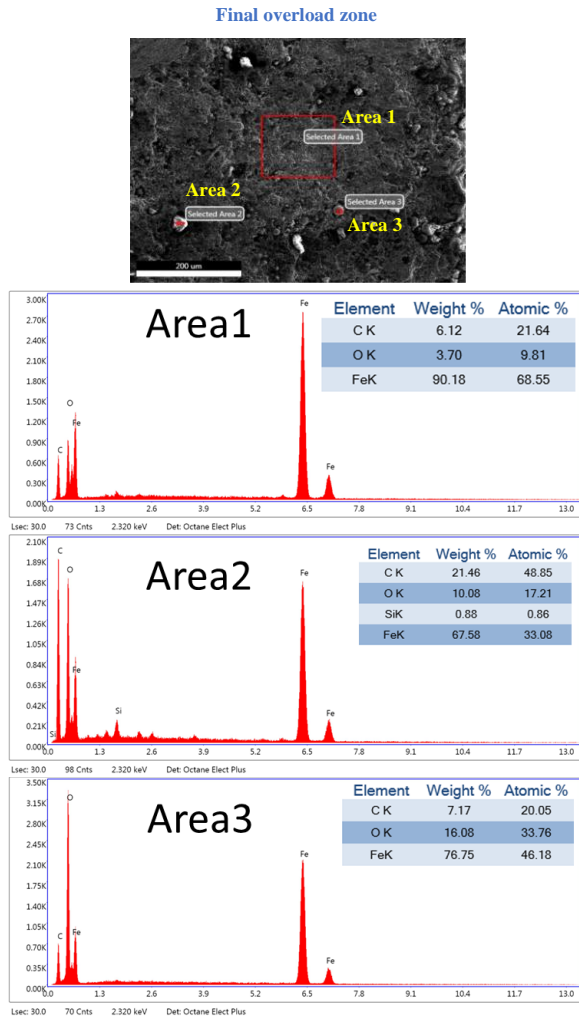 Final overload zone
Area 1
Selected Area 1
Area 2
Selected Area 2
Selected Area 3
Area 3
200 um
Area1
Element Weight % Atomic %
C K 6.12 21.64
O K 3.70 9.81
FeK 90.18 68.55
3.00K
2.70K
2.40K
2.10K
1.80K
1.50K
1.20K
0.90K
0.60K
0.30K
0.00K
C
O
Fe
Fe
Fe
0.0 1.3 2.6 3.9 5.2 6.5 7.8 9.1 10.4 11.7 13.0
Lsec: 30.0 73 Cnts 2.320 keV Det: Octane Elect Plus
Area2
Element Weight % Atomic %
C K 21.46 48.85
O K 10.08 17.21
SiK 0.88 0.86
FeK 67.58 33.08
2.10K
1.89K
1.68K
1.47K
1.26K
1.05K
0.84K
0.63K
0.42K
0.21K
0.00K
Si
C
O
Fe
Si
Fe
Fe
0.0 1.3 2.6 3.9 5.2 6.5 7.8 9.1 10.4 11.7 13.0
Lsec: 30.0 98 Cnts 2.320 keV Det: Octane Elect Plus
Area3
Element Weight % Atomic %
C K 7.17 20.05
O K 16.08 33.76
FeK 76.75 46.18
3.50K
3.15K
2.80K
2.45K
2.10K
1.75K
1.40K
1.05K
0.70K
0.35K
0.00K
C
O
Fe
Fe
Fe
0.0 1.3 2.6 3.9 5.2 6.5 7.8 9.1 10.4 11.7 13.0
Lsec: 30.0 70 Cnts 2.320 keV Det: Octane Elect Plus